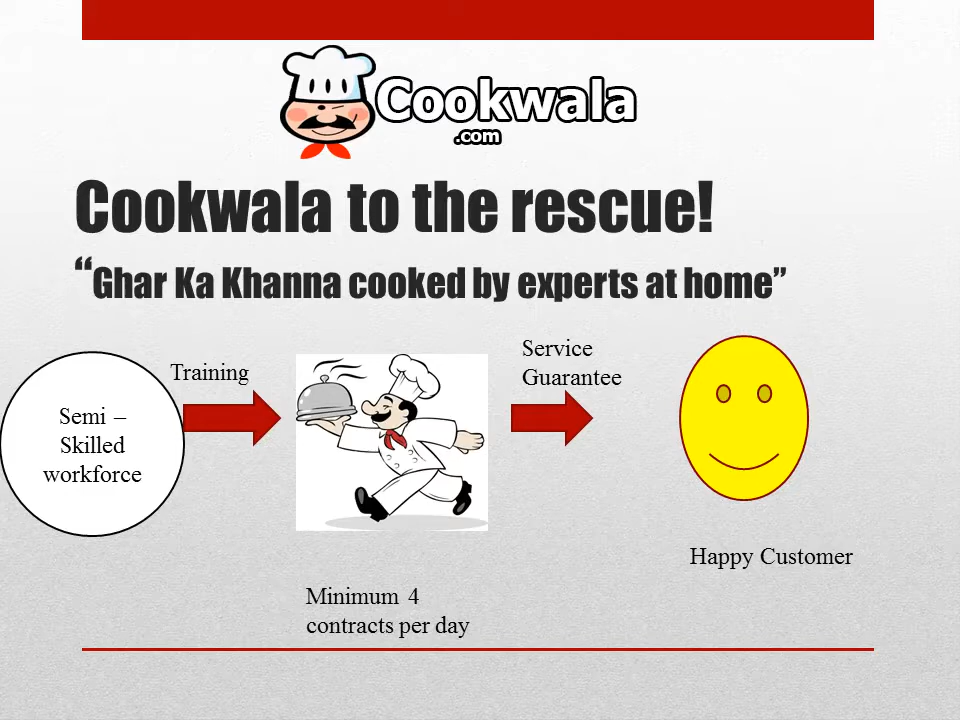 Cookwala
.com
Cookwala to the rescue!
“Ghar Ka Khanna cooked by experts at home”
Training
Service
Guarantee
Semi –
Skilled
workforce
Happy Customer
Minimum 4
contracts per day